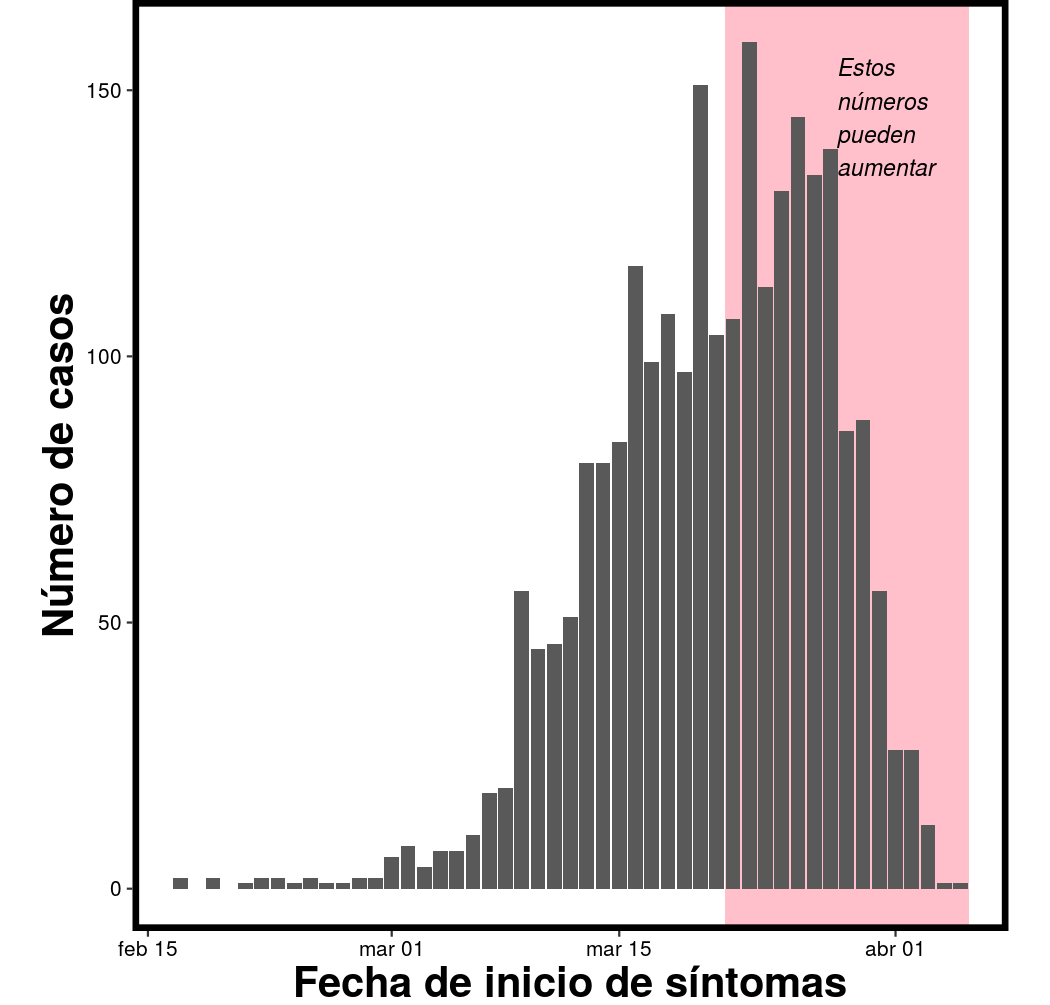 Estos
números
pueden
aumentar
150
100
50
0
Número de casos
feb 15
mar 01
mar 15
abr 01
Fecha de inicio de síntomas